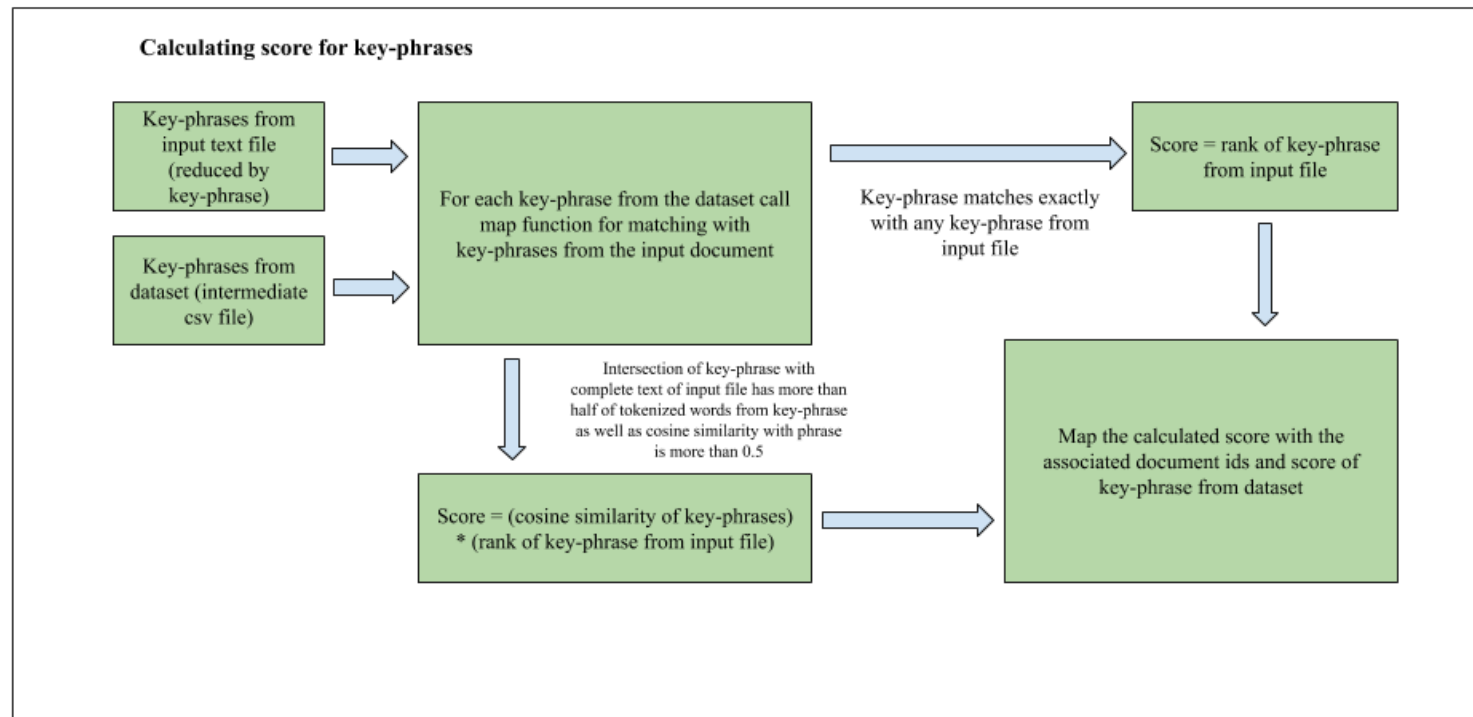 Calculating score for key-phrases
Key-phrases from
input text file
(reduced by
key-phrase)
Key-phrases from
dataset (intermediate
csv file)
For each key-phrase from the dataset call
map function for matching with
key-phrases from the input document
Key-phrase matches exactly
with any key-phrase from
input file
Score = rank of key-phrase
from input file
Intersection of key-phrase with
complete text of input file has more than
half of tokenized words from key-phrase
as well as cosine similarity with phrase
is more than 0.5
Score = (cosine similarity of key-phrases)
* (rank of key-phrase from input file)
Map the calculated score with the
associated document ids and score of
key-phrase from dataset